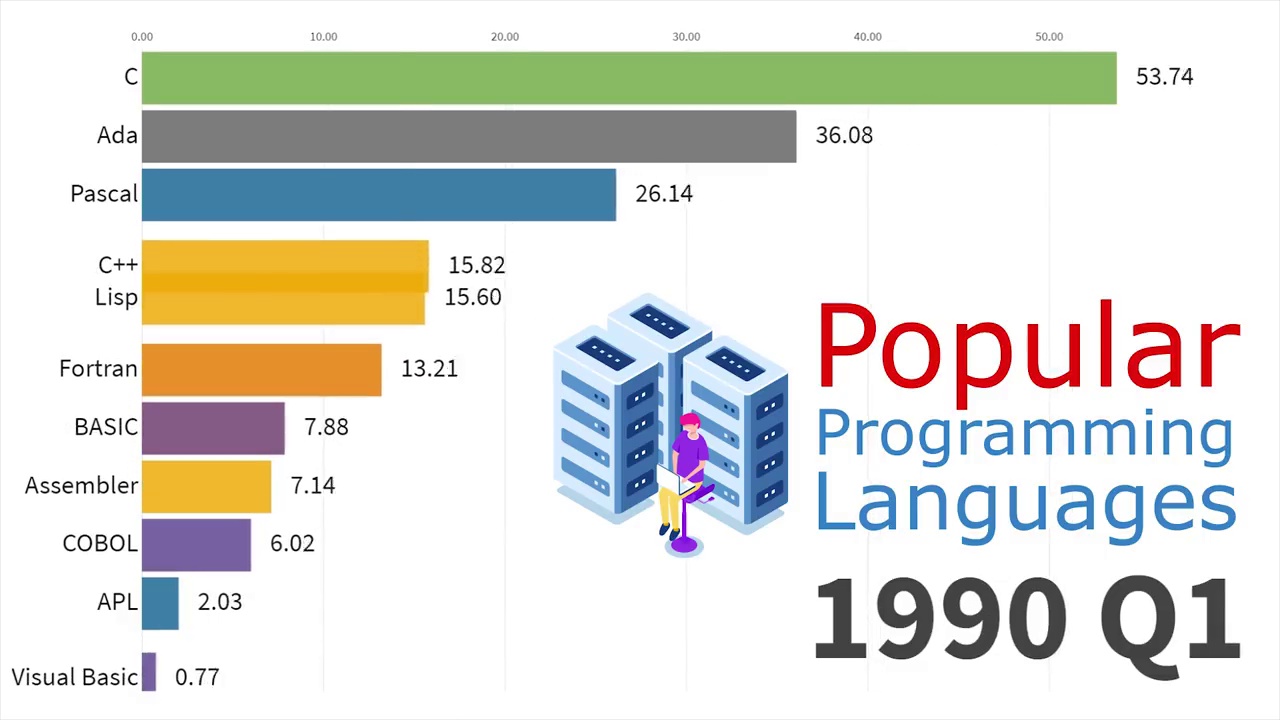 0.00 10.00 20.00 30.00 40.00 50.00
C 53.74
Ada 36.08
Pascal 26.14
C++ 15.82
Lisp 15.60
Fortran 13.21
BASIC 7.88
Assembler 7.14
COBOL 6.02
APL 2.03
Visual Basic 0.77
Popular
Programming
Languages
1990 Q1